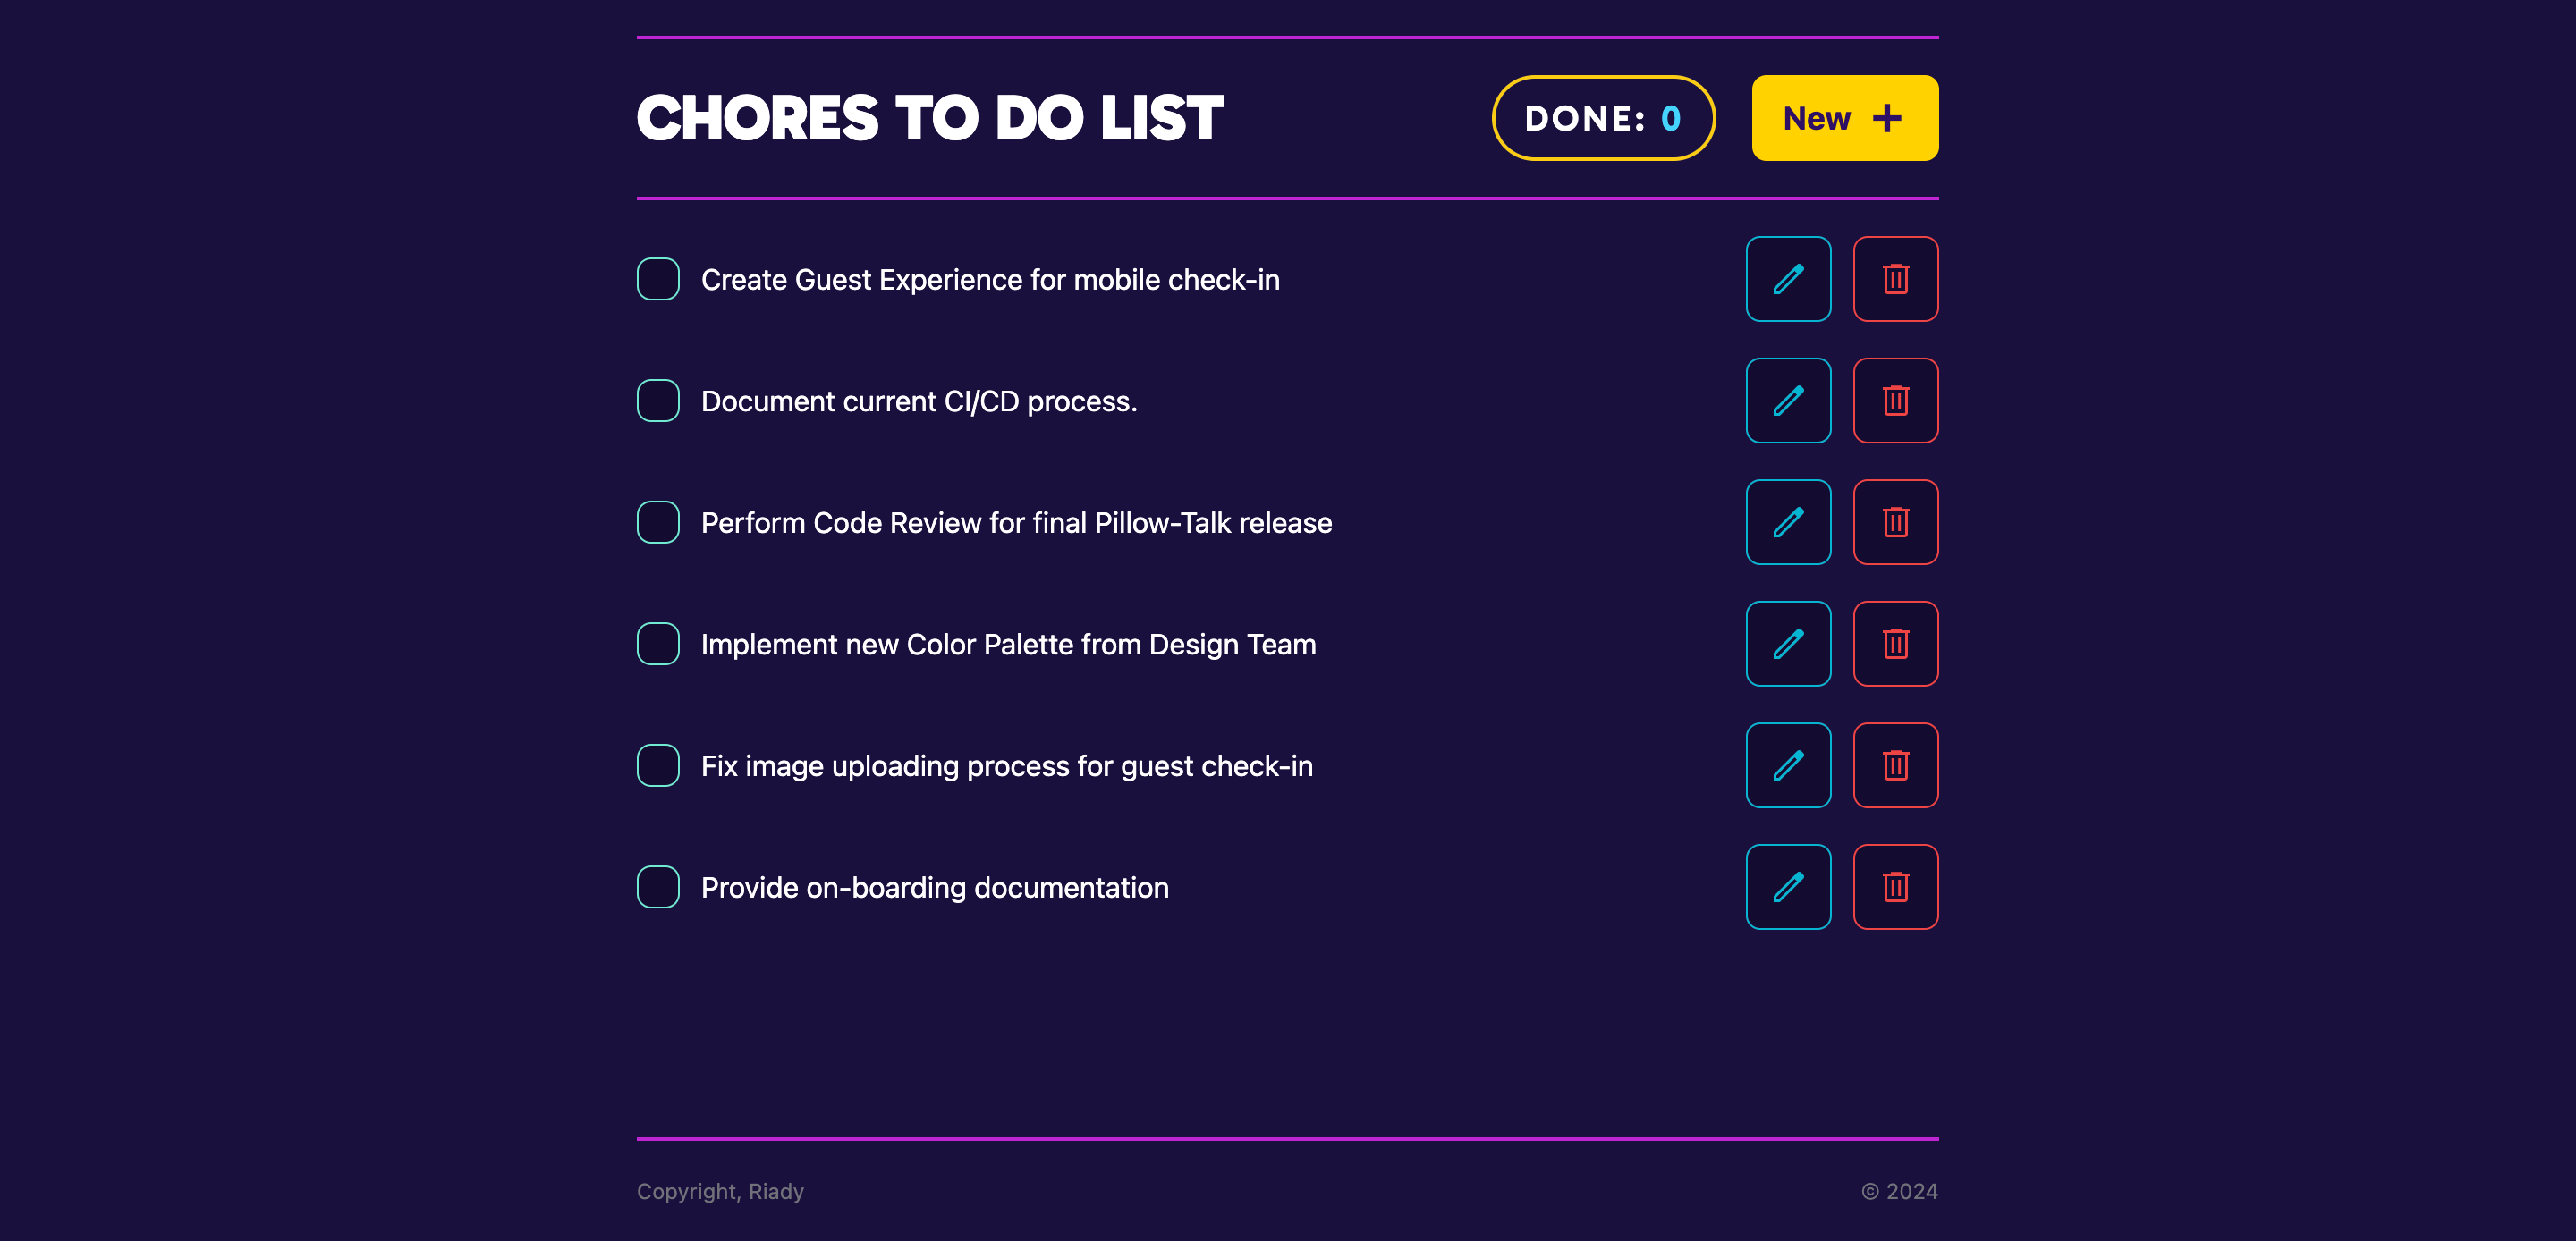 CHORES TO DO LIST
DONE: 0
New +
Create Guest Experience for mobile check-in
Document current CI/CD process.
Perform Code Review for final Pillow-Talk release
Implement new Color Palette from Design Team
Fix image uploading process for guest check-in
Provide on-boarding documentation
Copyright, Riady
© 2024